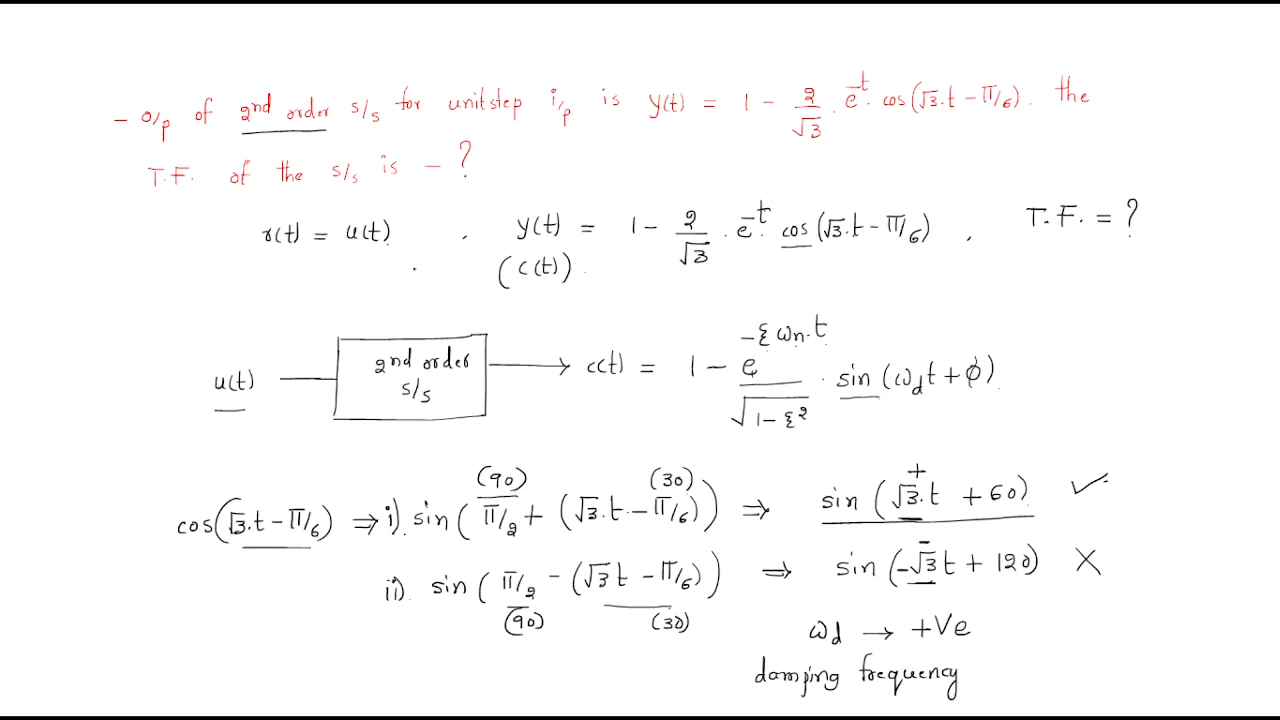 - o/p of 2nd order s/s for unitstep i/p is y(t) = 1 - 2/√3 . e^-t . cos(√3.t - π/6). the
T.F. of the s/s is - ?
r(t) = u(t) , y(t) = 1 - 2/√3 . e^-t . cos(√3.t - π/6) , T.F. = ?
(c(t))
u(t) 2nd order s/s → c(t) = 1 - e^(-ξωn.t)/√(1-ξ²) . sin(ωdt + ϕ)
(90) (30)
cos(√3.t - π/6) ⇒ i). sin(π/2 + (√3.t - π/6)) ⇒ sin(√3.t + 60) ✓
+
ii). sin(π/2 - (√3t - π/6)) ⇒ sin(-√3t + 120) ✗
-
(90) (30)
ωd → +Ve
damping frequency